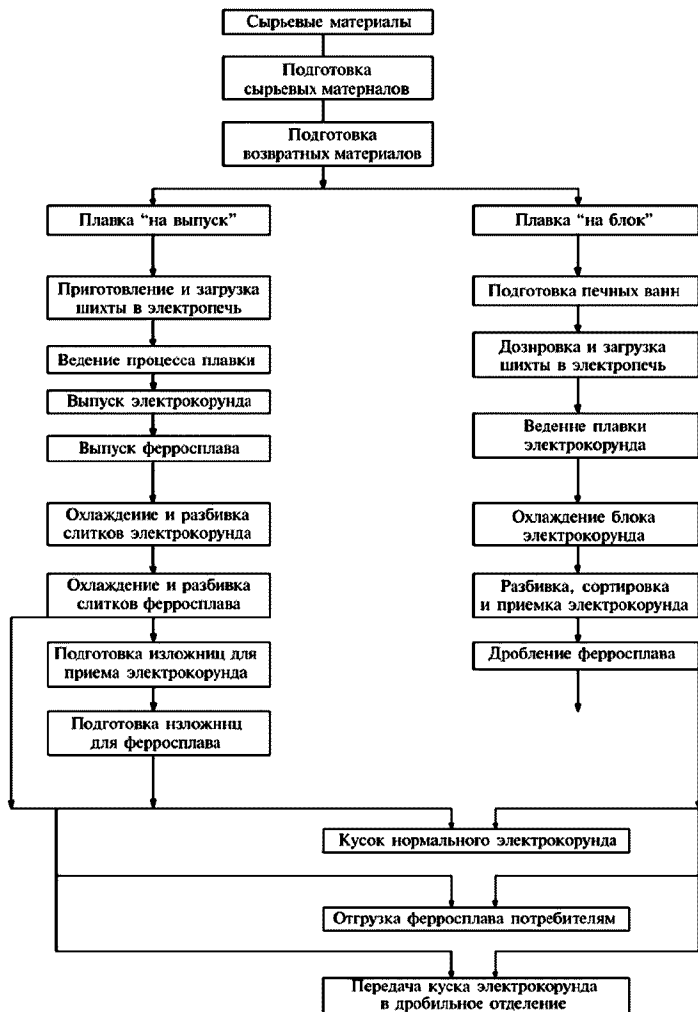 Сырьевые материалы
Подготовка
сырьевых материалов
Подготовка
возвратных материалов
Плавка “на выпуск”
Приготовление и загрузка
шихты в электропечь
Ведение процесса плавки
Выпуск электрокорунда
Выпуск ферросплава
Охлаждение и разбивка
слитков электрокорунда
Охлаждение и разбивка
слитков ферросплава
Подготовка изложниц для
приема электрокорунда
Подготовка изложниц
для ферросплава
Плавка “на блок”
Подготовка печных ванн
Дозировка и загрузка
шихты в электропечь
Ведение плавки
электрокорунда
Охлаждение блока
электрокорунда
Разбивка, сортировка
и приемка электрокорунда
Дробление ферросплава
Кусок нормального электрокорунда
Отгрузка ферросплава потребителям
Передача куска электрокорунда
в дробильное отделение